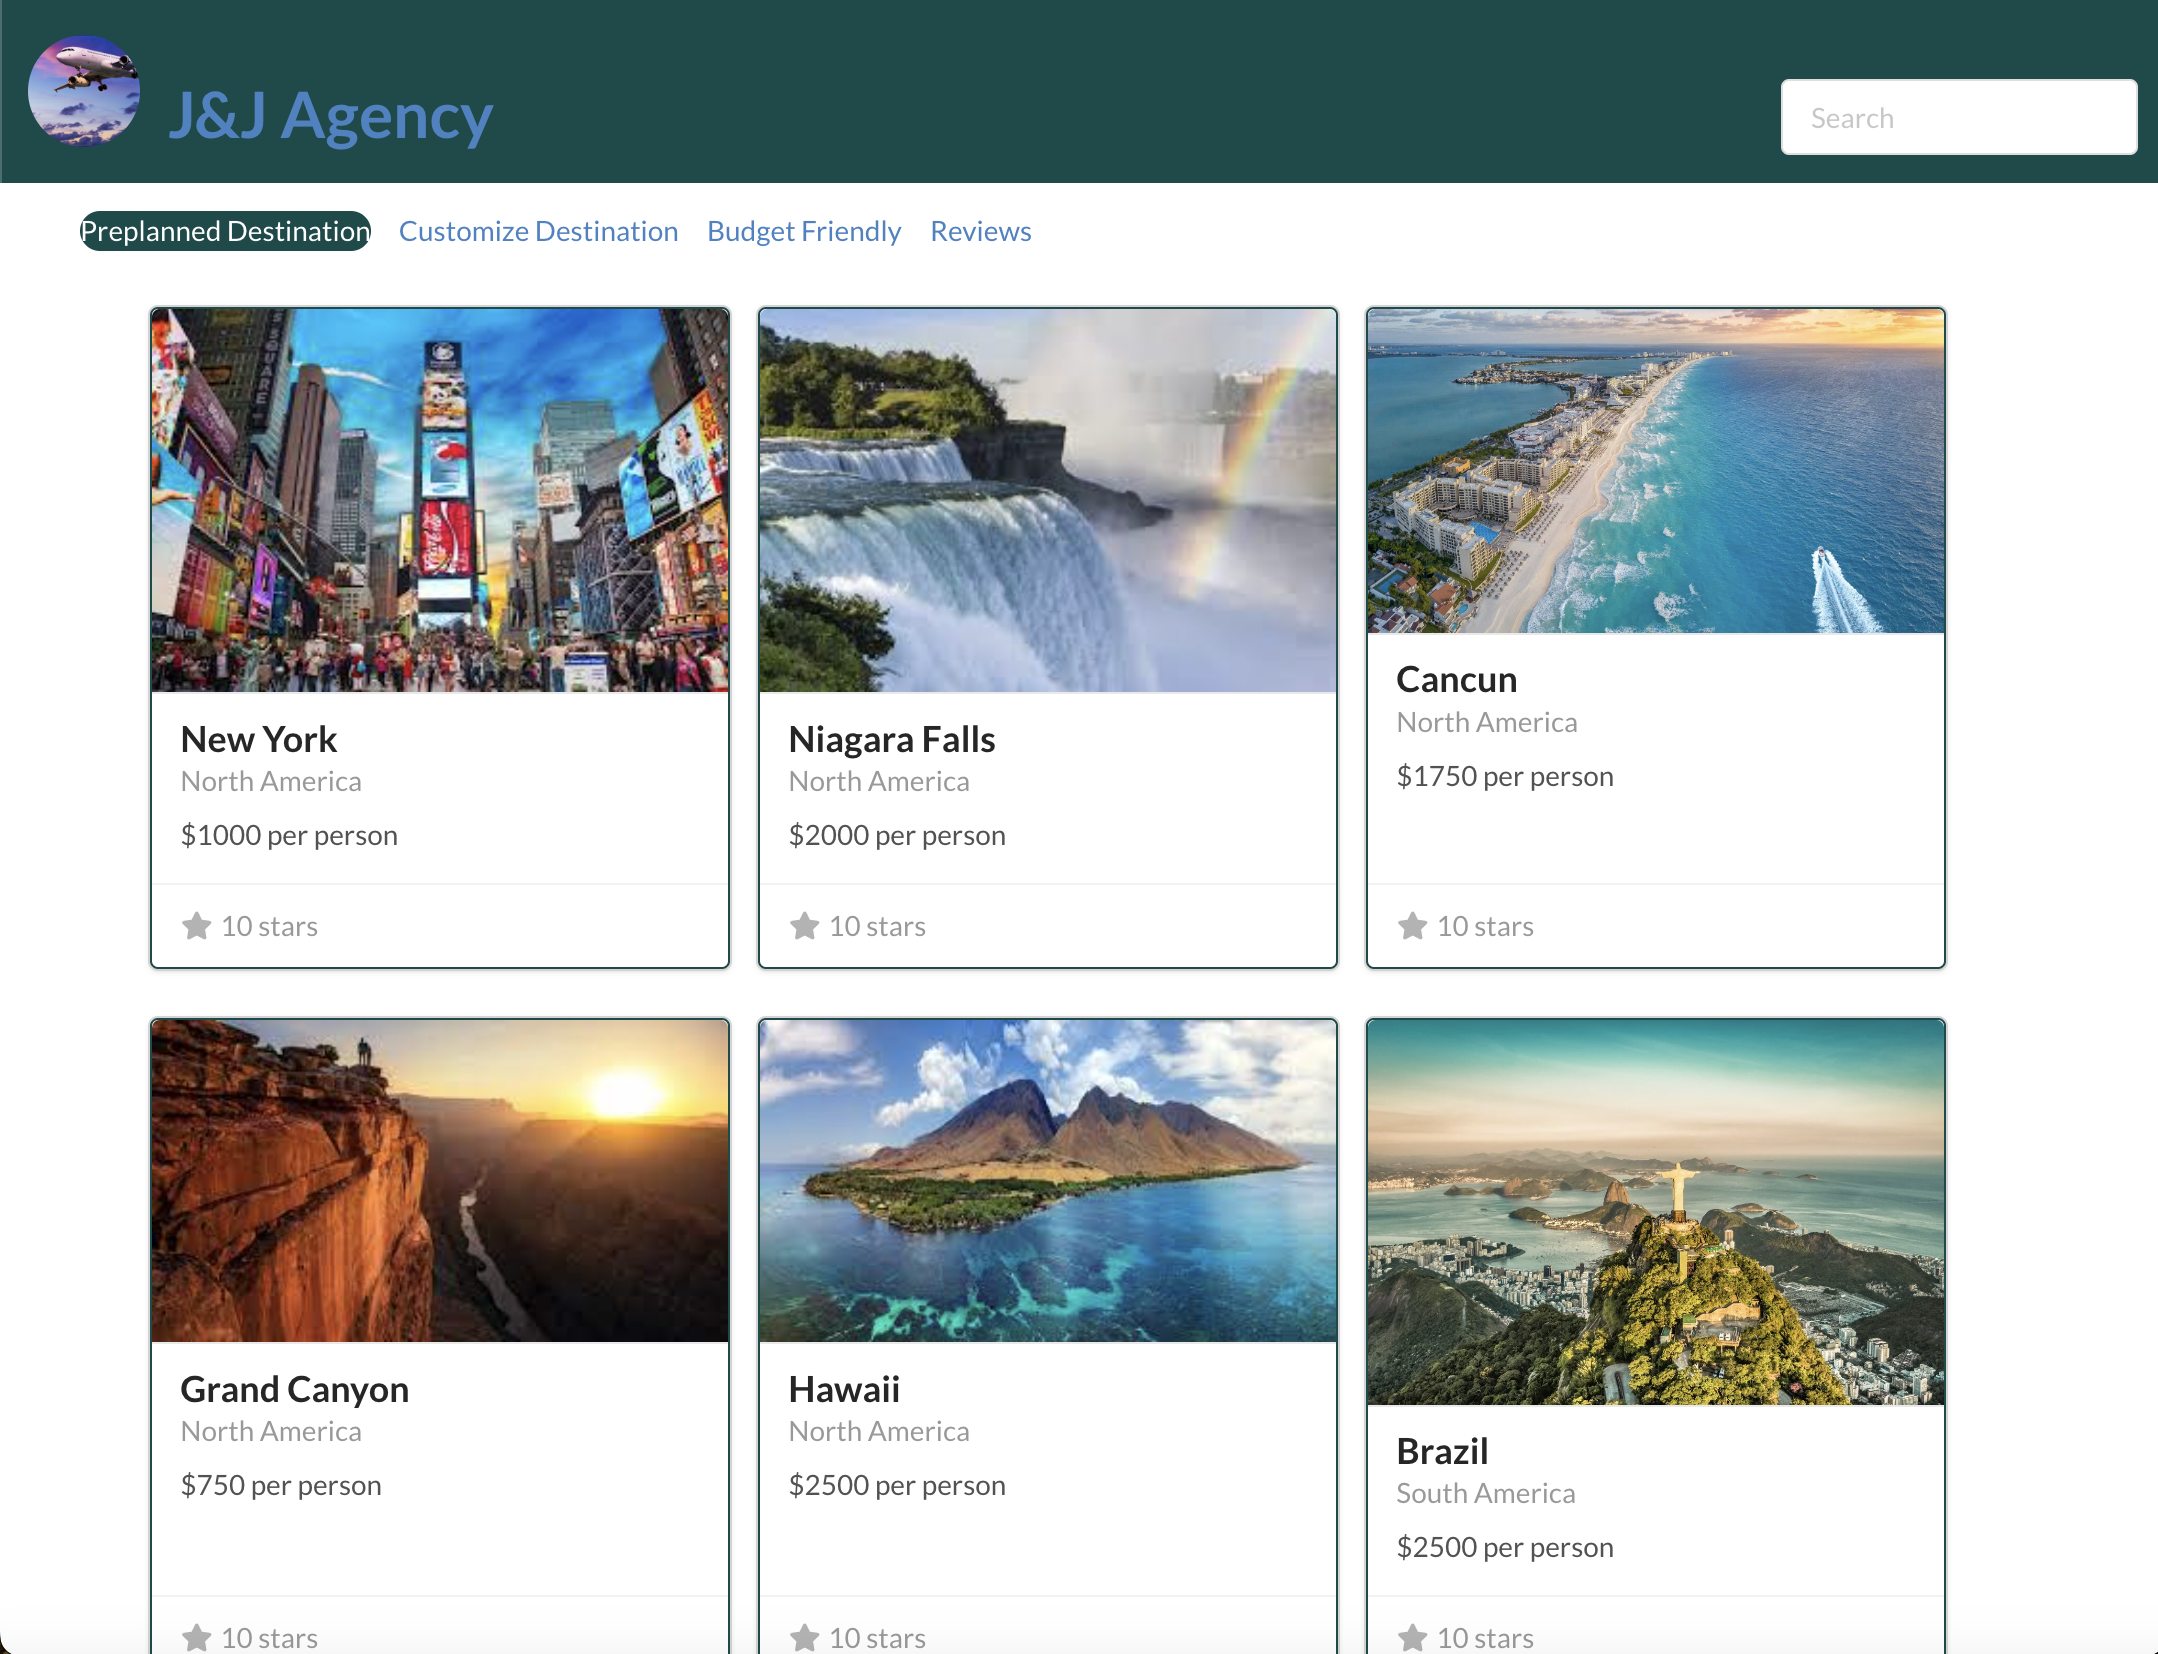 J&J Agency
Search
Preplanned Destination Customize Destination Budget Friendly Reviews
New York
North America
$1000 per person
10 stars
Niagara Falls
North America
$2000 per person
10 stars
Cancun
North America
$1750 per person
10 stars
Grand Canyon
North America
$750 per person
10 stars
Hawaii
North America
$2500 per person
10 stars
Brazil
South America
$2500 per person
10 stars